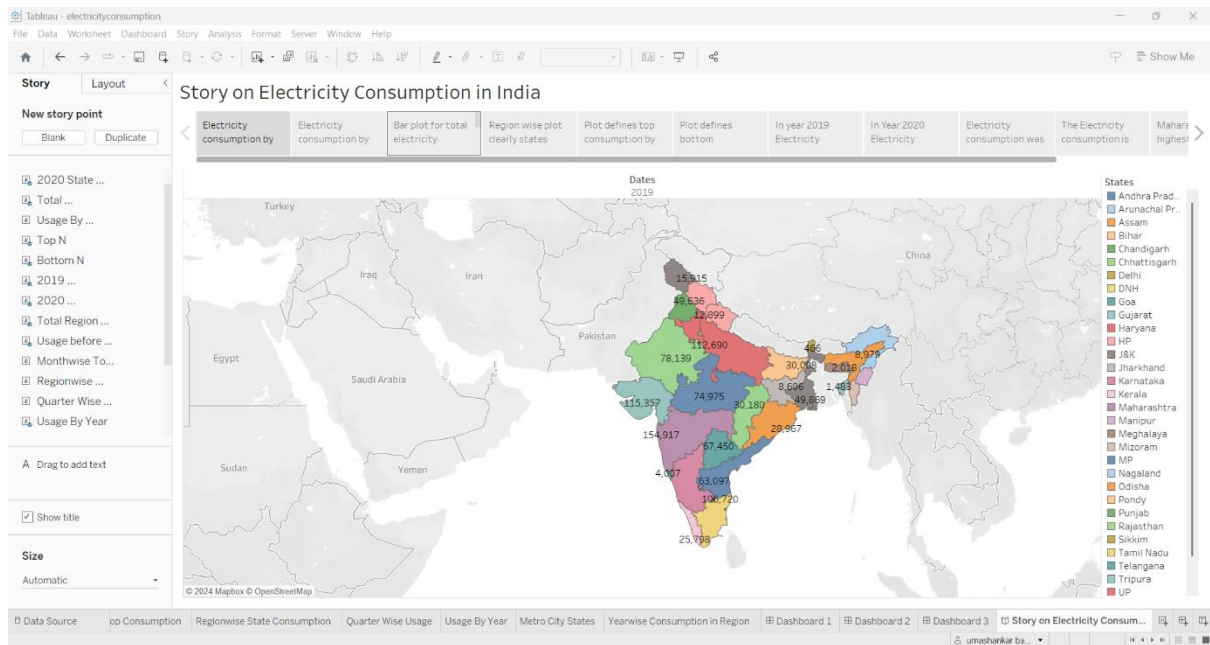 Tableau - electricityconsumption
File Data Worksheet Dashboard Story Analysis Format Server Window Help
Show Me
Story Layout
New story point
Blank Duplicate
2020 State ...
Total ...
Usage By ...
Top N
Bottom N
2019 ...
2020 ...
Total Region ...
Usage before ...
Monthwise To...
Regionwise ...
Quarter Wise ...
Usage By Year
A Drag to add text
Show title
Size
Automatic
Story on Electricity Consumption in India
Electricity
consumption by
Electricity
consumption by
Bar plot for total
electricity
Region wise plot
clearly states
Plot defines top
consumption by
Plot defines
bottom
In year 2019
Electricity
In Year 2020
Electricity
Electricity
consumption was
The Electricity
consumption is
Mahara
highest
Dates
2019
Turkey
China
Iraq
Iran
Pakistan
Egypt
Saudi Arabia
Sudan
Yemen
15,915
49,636
12,899
112,690
466
78,139
30,068
8,979
2,018
115,357
74,975
8,606
1,483
30,180
49,869
28,967
154,917
67,450
4,007
63,097
106,720
25,798
© 2024 Mapbox © OpenStreetMap
States
Andhra Prad..
Arunachal Pr..
Assam
Bihar
Chandigarh
Chhattisgarh
Delhi
DNH
Goa
Gujarat
Haryana
HP
J&K
Jharkhand
Karnataka
Kerala
Maharashtra
Manipur
Meghalaya
Mizoram
MP
Nagaland
Odisha
Pondy
Punjab
Rajasthan
Sikkim
Tamil Nadu
Telangana
Tripura
UP
Data Source op Consumption Regionwise State Consumption Quarter Wise Usage Usage By Year Metro City States Yearwise Consumption in Region Dashboard 1 Dashboard 2 Dashboard 3 Story on Electricity Consum...
umashankar ba...